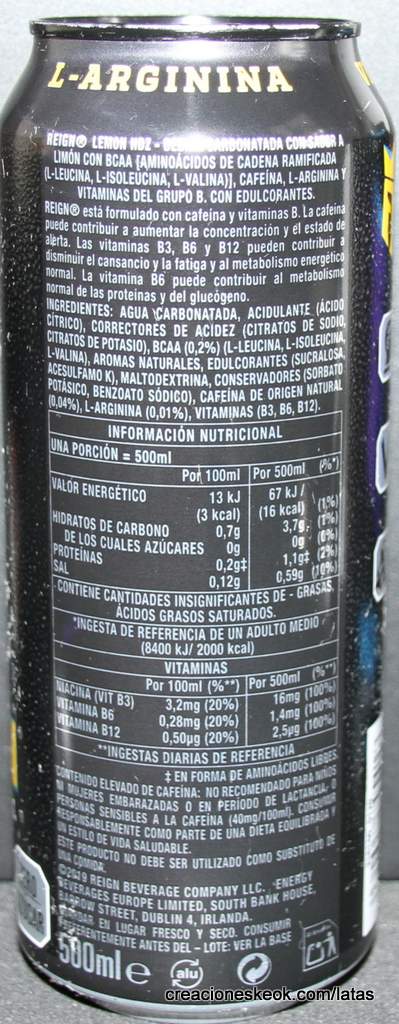 L-ARGININA
REIGN® LEMON HDZ - BEBIDA CARBONATADA CON SABOR A
LIMÓN CON BCAA {AMINOÁCIDOS DE CADENA RAMIFICADA
(L-LEUCINA, L-ISOLEUCINA, L-VALINA)}, CAFEÍNA, L-ARGININA Y
VITAMINAS DEL GRUPO B. CON EDULCORANTES.
REIGN® está formulado con cafeína y vitaminas B. La cafeína
puede contribuir a aumentar la concentración y el estado de
alerta. Las vitaminas B3, B6 y B12 pueden contribuir a
disminuir el cansancio y la fatiga y al metabolismo energético
normal. La vitamina B6 puede contribuir al metabolismo
normal de las proteínas y del glucógeno.
INGREDIENTES: AGUA CARBONATADA, ACIDULANTE (ÁCIDO
CÍTRICO), CORRECTORES DE ACIDEZ (CITRATOS DE SODIO,
CITRATOS DE POTASIO), BCAA (0,2%) (L-LEUCINA, L-ISOLEUCINA,
L-VALINA), AROMAS NATURALES, EDULCORANTES (SUCRALOSA,
ACESULFAMO K), MALTODEXTRINA, CONSERVADORES (SORBATO
POTÁSICO, BENZOATO SÓDICO), CAFEÍNA DE ORIGEN NATURAL
(0,04%), L-ARGININA (0,01%), VITAMINAS (B3, B6, B12).
INFORMACIÓN NUTRICIONAL
UNA PORCIÓN = 500ml
Por 100ml Por 500ml (%*)
VALOR ENERGÉTICO 13 kJ 67 kJ /
(3 kcal) (16 kcal) (1%)
HIDRATOS DE CARBONO 0,7g 3,7g (1%)
DE LOS CUALES AZÚCARES 0g 0g (0%)
PROTEÍNAS 0,2g‡ 1,1g‡ (2%)
SAL 0,12g 0,59g (10%)
CONTIENE CANTIDADES INSIGNIFICANTES DE - GRASAS,
ÁCIDOS GRASOS SATURADOS.
*INGESTA DE REFERENCIA DE UN ADULTO MEDIO
(8400 kJ/ 2000 kcal)
VITAMINAS
Por 100ml (%**) Por 500ml (%**)
NIACINA (VIT B3) 3,2mg (20%) 16mg (100%)
VITAMINA B6 0,28mg (20%) 1,4mg (100%)
VITAMINA B12 0,50µg (20%) 2,5µg (100%)
**INGESTAS DIARIAS DE REFERENCIA
‡ EN FORMA DE AMINOÁCIDOS LIBRES
CONTENIDO ELEVADO DE CAFEÍNA: NO RECOMENDADO PARA NIÑOS
NI MUJERES EMBARAZADAS O EN PERÍODO DE LACTANCIA, O
PERSONAS SENSIBLES A LA CAFEÍNA (40mg/100ml). CONSUMIR
RESPONSABLEMENTE COMO PARTE DE UNA DIETA EQUILIBRADA Y
UN ESTILO DE VIDA SALUDABLE.
ESTE PRODUCTO NO DEBE SER UTILIZADO COMO SUBSTITUTO DE
UNA COMIDA.
©2019 REIGN BEVERAGE COMPANY LLC. ENERGY
BEVERAGES EUROPE LIMITED, SOUTH BANK HOUSE,
BARROW STREET, DUBLIN 4, IRLANDA.
GUARDAR EN LUGAR FRESCO Y SECO. CONSUMIR
PREFERENTEMENTE ANTES DEL - LOTE: VER LA BASE
500ml e alu
creacioneskeok.com/latas